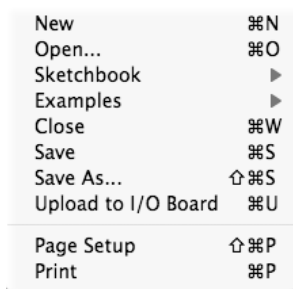 New ⌘N
Open... ⌘O
Sketchbook ▶
Examples ▶
Close ⌘W
Save ⌘S
Save As... ⇧⌘S
Upload to I/O Board ⌘U
Page Setup ⇧⌘P
Print ⌘P